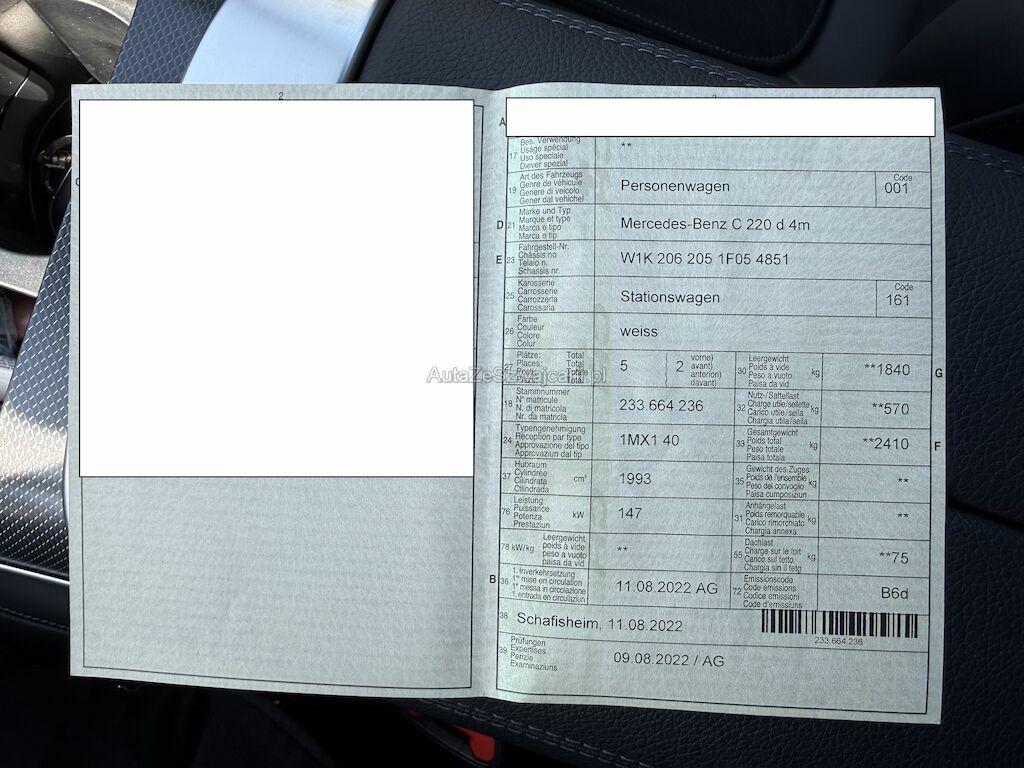 2
A
17 Bes. Verwendung
Usage spécial
Uso speciale
Diever spezial
**
19 Art des Fahrzeugs
Genre de véhicule
Genere di veicolo
Gener dal vehichel
Personenwagen
Code
001
D 21 Marke und Typ
Marque et type
Marca e tipo
Marca e tip
Mercedes-Benz C 220 d 4m
E 23 Fahrgestell-Nr.
Châssis no
Telaio n.
Schassis nr.
W1K 206 205 1F05 4851
25 Karosserie
Carrosserie
Carrozzeria
Carossaria
Stationswagen
Code
161
26 Farbe
Couleur
Colore
Colur
weiss
27 Plätze: Total
Places: Total
Posti: Totale
Total
5 ( 2 vorne)
avant)
anteriori)
davant)
30 Leergewicht
Poids à vide
Peso a vuoto
Paisa da vid
kg
**1840
G
AutaZeSzwajcarii.pl
18 Stammnummer
N° matricule
N. di matricola
Nr. da matricla
233.664.236
32 Nutz-/Sattellast
Charge utile/sellette
Carico utile/sella
Chargia utila/sella
kg
**570
24 Typengenehmigung
Réception par type
Approvazione del tipo
Approvaziun dal tip
1MX1 40
33 Gesamtgewicht
Poids total
Peso totale
Paisa totala
kg
**2410
F
37 Hubraum
Cylindrée
Cilindrata
Cilindrada
cm³
1993
35 Gewicht des Zuges
Poids de l'ensemble
Peso del convoglio
Paisa cumposiziun
kg
**
76 Leistung
Puissance
Potenza
Prestaziun
kW
147
31 Anhängelast
Poids remorquable
Carico rimorchiato
Chargia annexa
kg
**
78 kW/kg Leergewicht
poids à vide
peso a vuoto
paisa da vid
**
55 Dachlast
Charge sur le toit
Carico sul tetto
Chargia sin il tetg
kg
**75
B 36 1. Inverkehrsetzung
1re mise en circulation
1a messa in circolazione
1. entrada en circulaziun
11.08.2022 AG
72 Emissionscode
Code émissions
Codice emissioni
Code d'emissiuns
B6d
38 Schafisheim, 11.08.2022
233.664.236
39 Prüfungen
Expertises
Perizie
Examinaziuns
09.08.2022 / AG